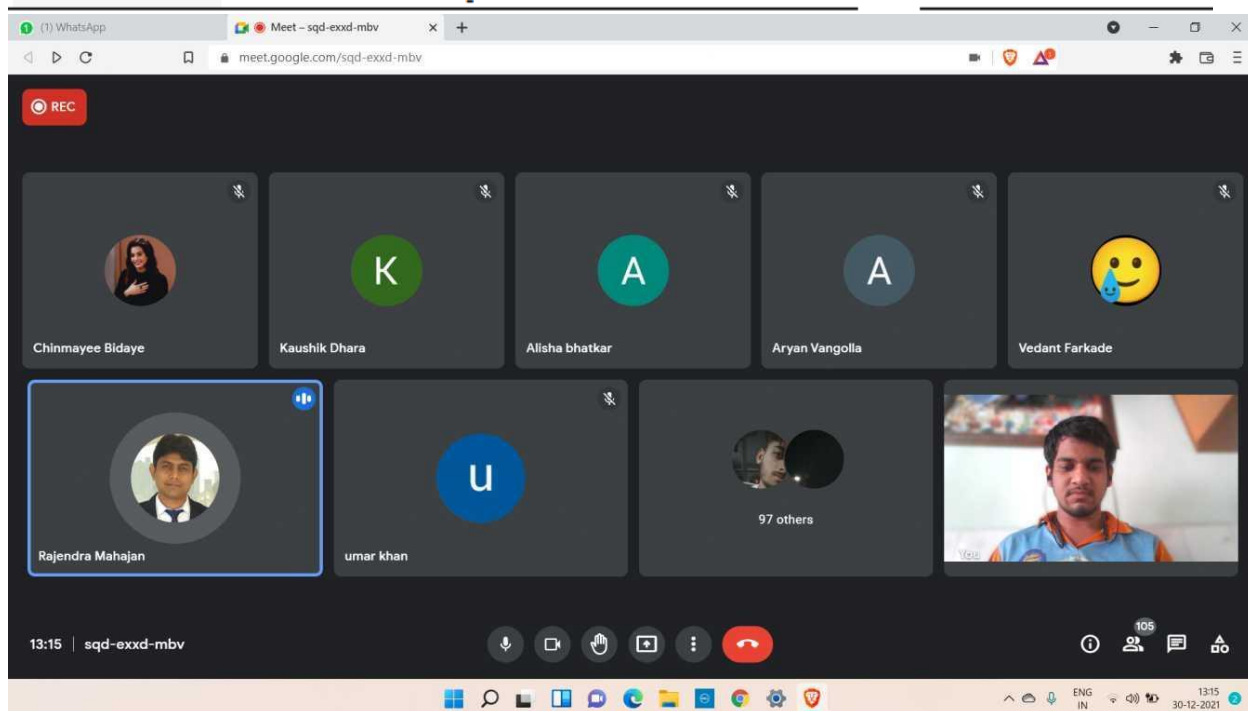 (1) WhatsApp
Meet – sqd-exxd-mbv
meet.google.com/sqd-exxd-mbv
REC
Chinmayee Bidaye
K
Kaushik Dhara
A
Alisha bhatkar
A
Aryan Vangolla
Vedant Farkade
Rajendra Mahajan
u
umar khan
97 others
You
13:15 | sqd-exxd-mbv
105
ENG
IN
13:15
30-12-2021
2